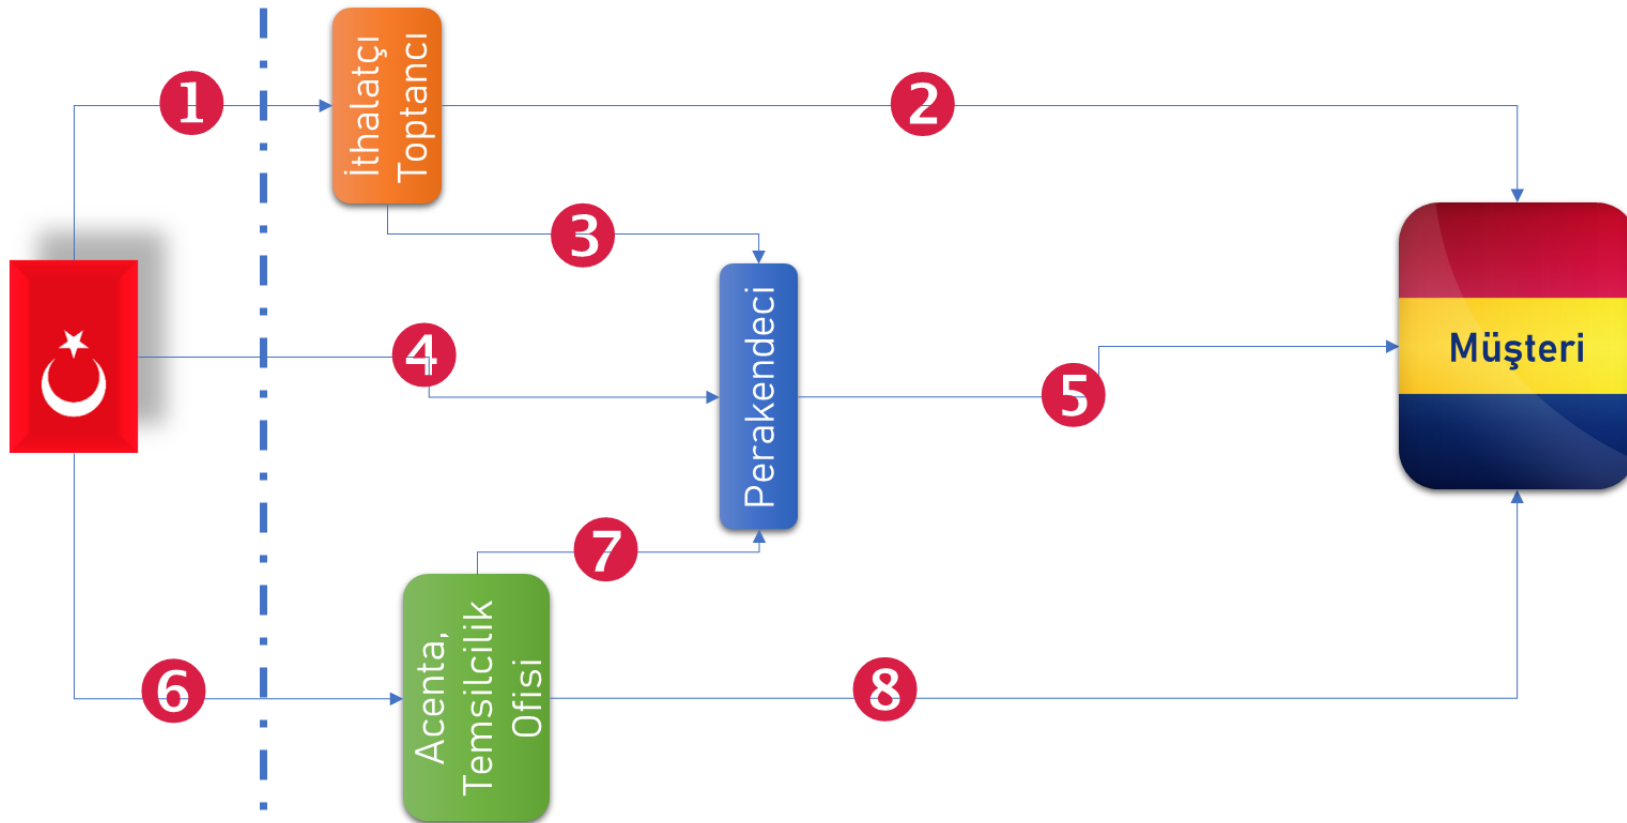 1
İthalatçı
Toptancı
2
3
4
Perakendeci
5
Müşteri
6
Acenta,
Temsilcilik
Ofisi
7
8